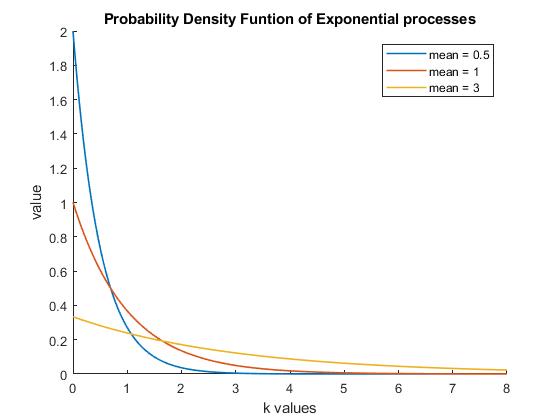 Probability Density Funtion of Exponential processes
2
1.8
1.6
1.4
1.2
1
0.8
0.6
0.4
0.2
0
value
mean = 0.5
mean = 1
mean = 3
0 1 2 3 4 5 6 7 8
k values